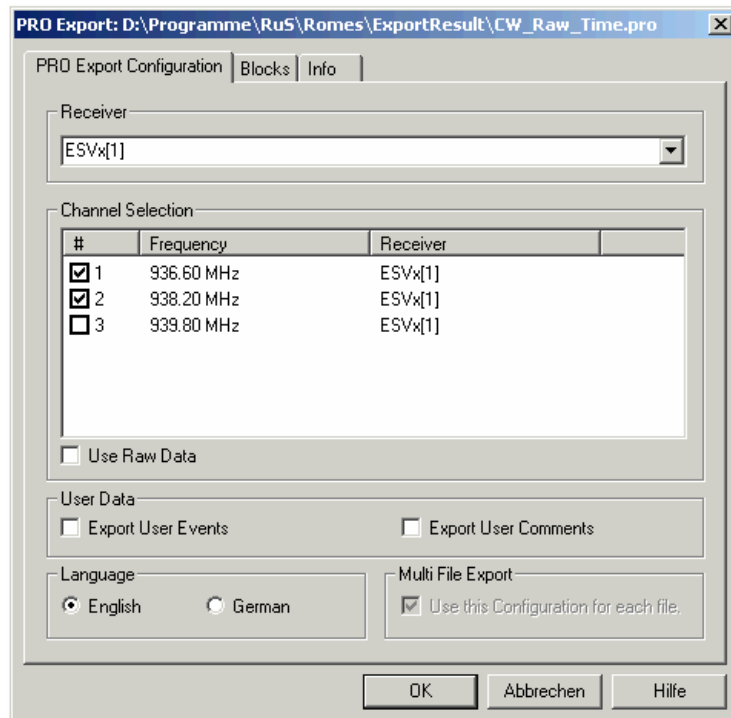 PRO Export: D:\Programme\RuS\Romes\ExportResult\CW_Raw_Time.pro
PRO Export Configuration Blocks Info
Receiver
ESVx[1]
Channel Selection
# Frequency Receiver
1 936.60 MHz ESVx[1]
2 938.20 MHz ESVx[1]
3 939.80 MHz ESVx[1]
Use Raw Data
User Data
Export User Events Export User Comments
Language Multi File Export
English German Use this Configuration for each file.
OK Abbrechen Hilfe